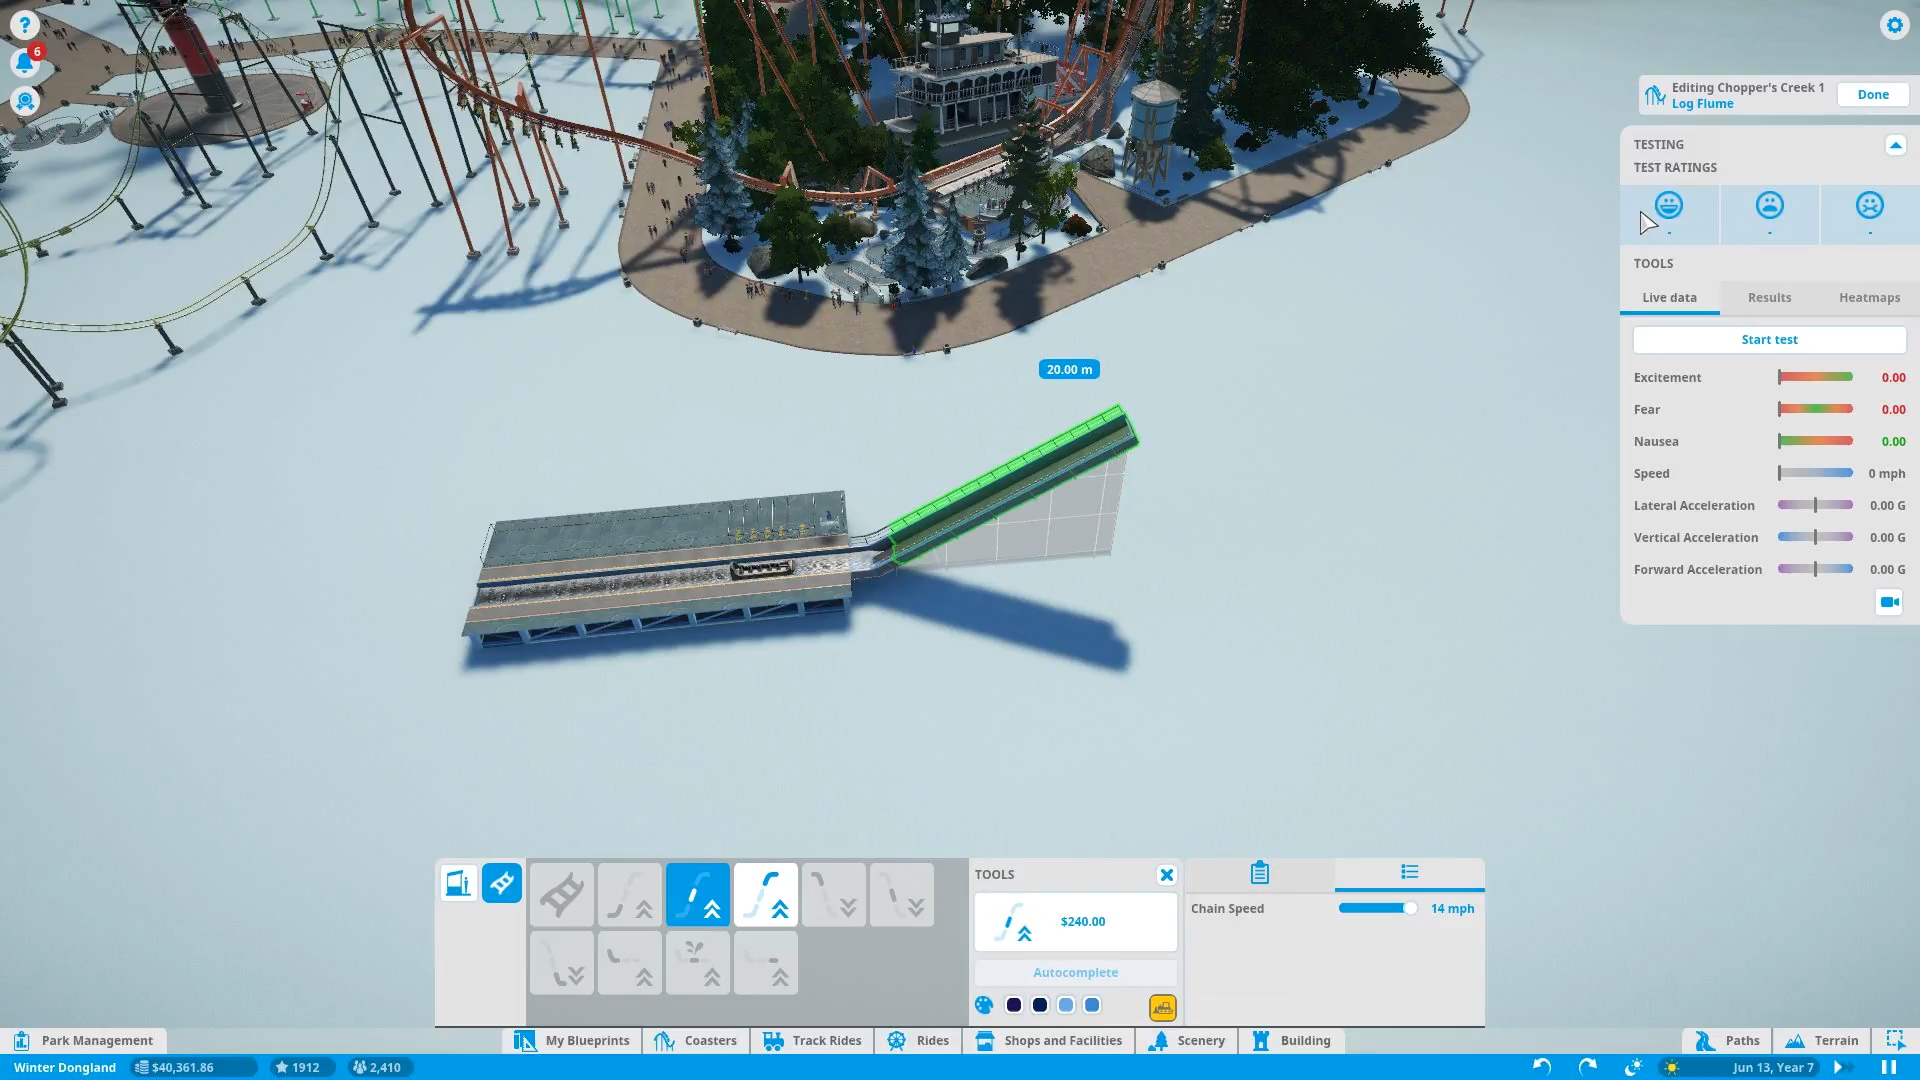 ?
6
Editing Chopper's Creek 1
Log Flume
Done
TESTING
TEST RATINGS
- - -
TOOLS
Live data Results Heatmaps
Start test
Excitement 0.00
Fear 0.00
Nausea 0.00
Speed 0 mph
Lateral Acceleration 0.00 G
Vertical Acceleration 0.00 G
Forward Acceleration 0.00 G
20.00 m
TOOLS
$240.00
Autocomplete
Chain Speed 14 mph
Park Management My Blueprints Coasters Track Rides Rides Shops and Facilities Scenery Building Paths Terrain
Winter Dongland $40,361.86 1912 2,410 Jun 13, Year 7